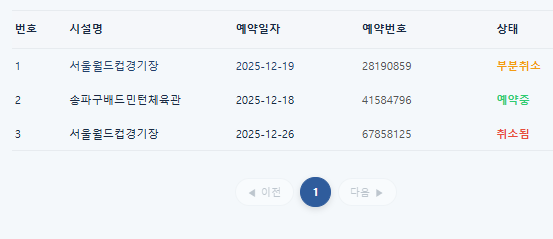 번호 시설명 예약일자 예약번호 상태
1 서울월드컵경기장 2025-12-19 28190859 부분취소
2 송파구배드민턴체육관 2025-12-18 41584796 예약중
3 서울월드컵경기장 2025-12-26 67858125 취소됨
◀ 이전 1 다음 ▶